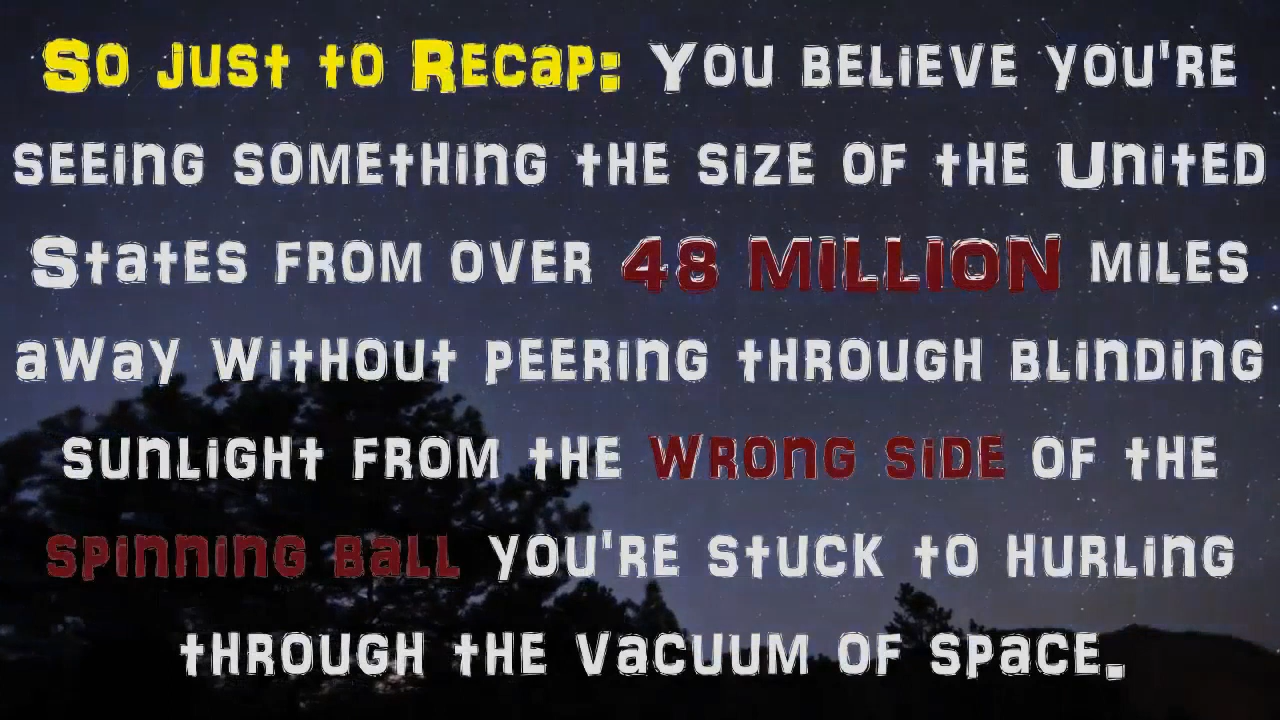 So just to Recap: You believe you're
seeing something the size of the United
States from over 48 MILLION miles
away without peering through blinding
sunlight from the wrong side of the
spinning ball you're stuck to hurling
through the vacuum of space.